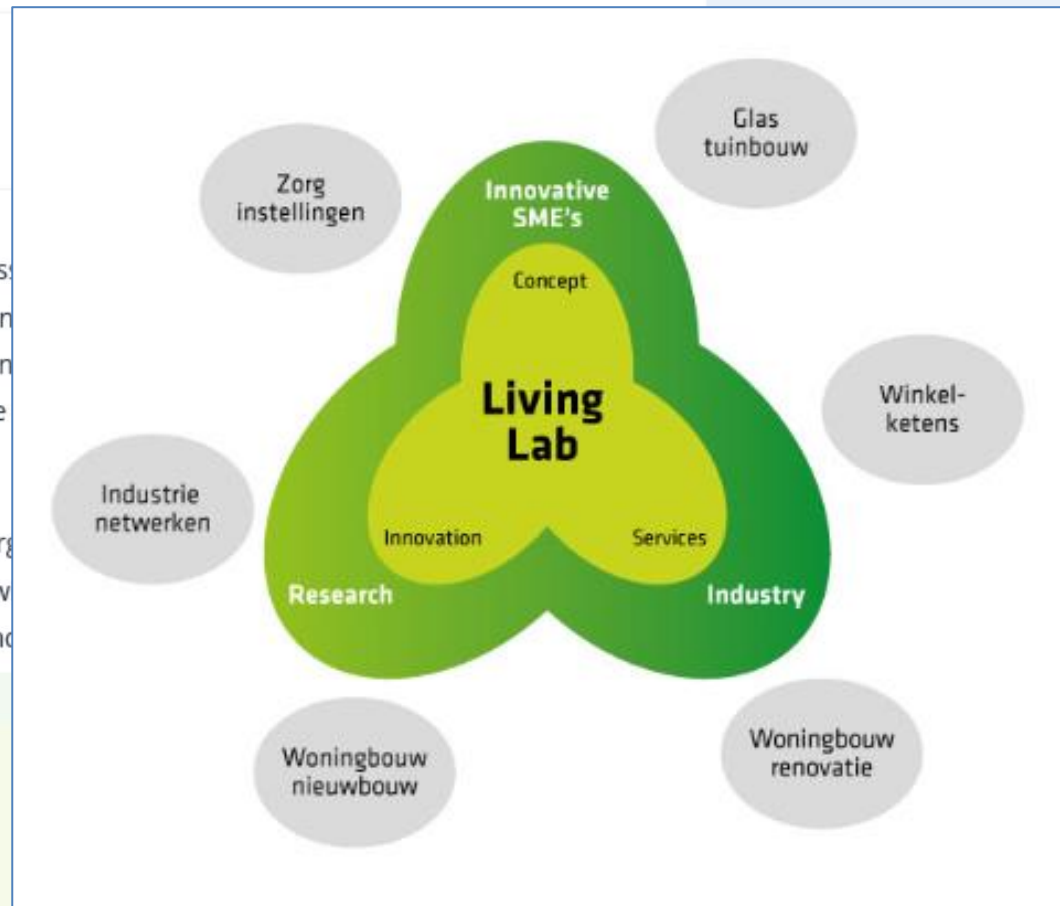 Glas
tuinbouw
Zorg
instellingen
Innovative
SME's
Concept
Living
Lab
Winkel-
ketens
Industrie
netwerken
Innovation
Services
Research
Industry
Woningbouw
nieuwbouw
Woningbouw
renovatie